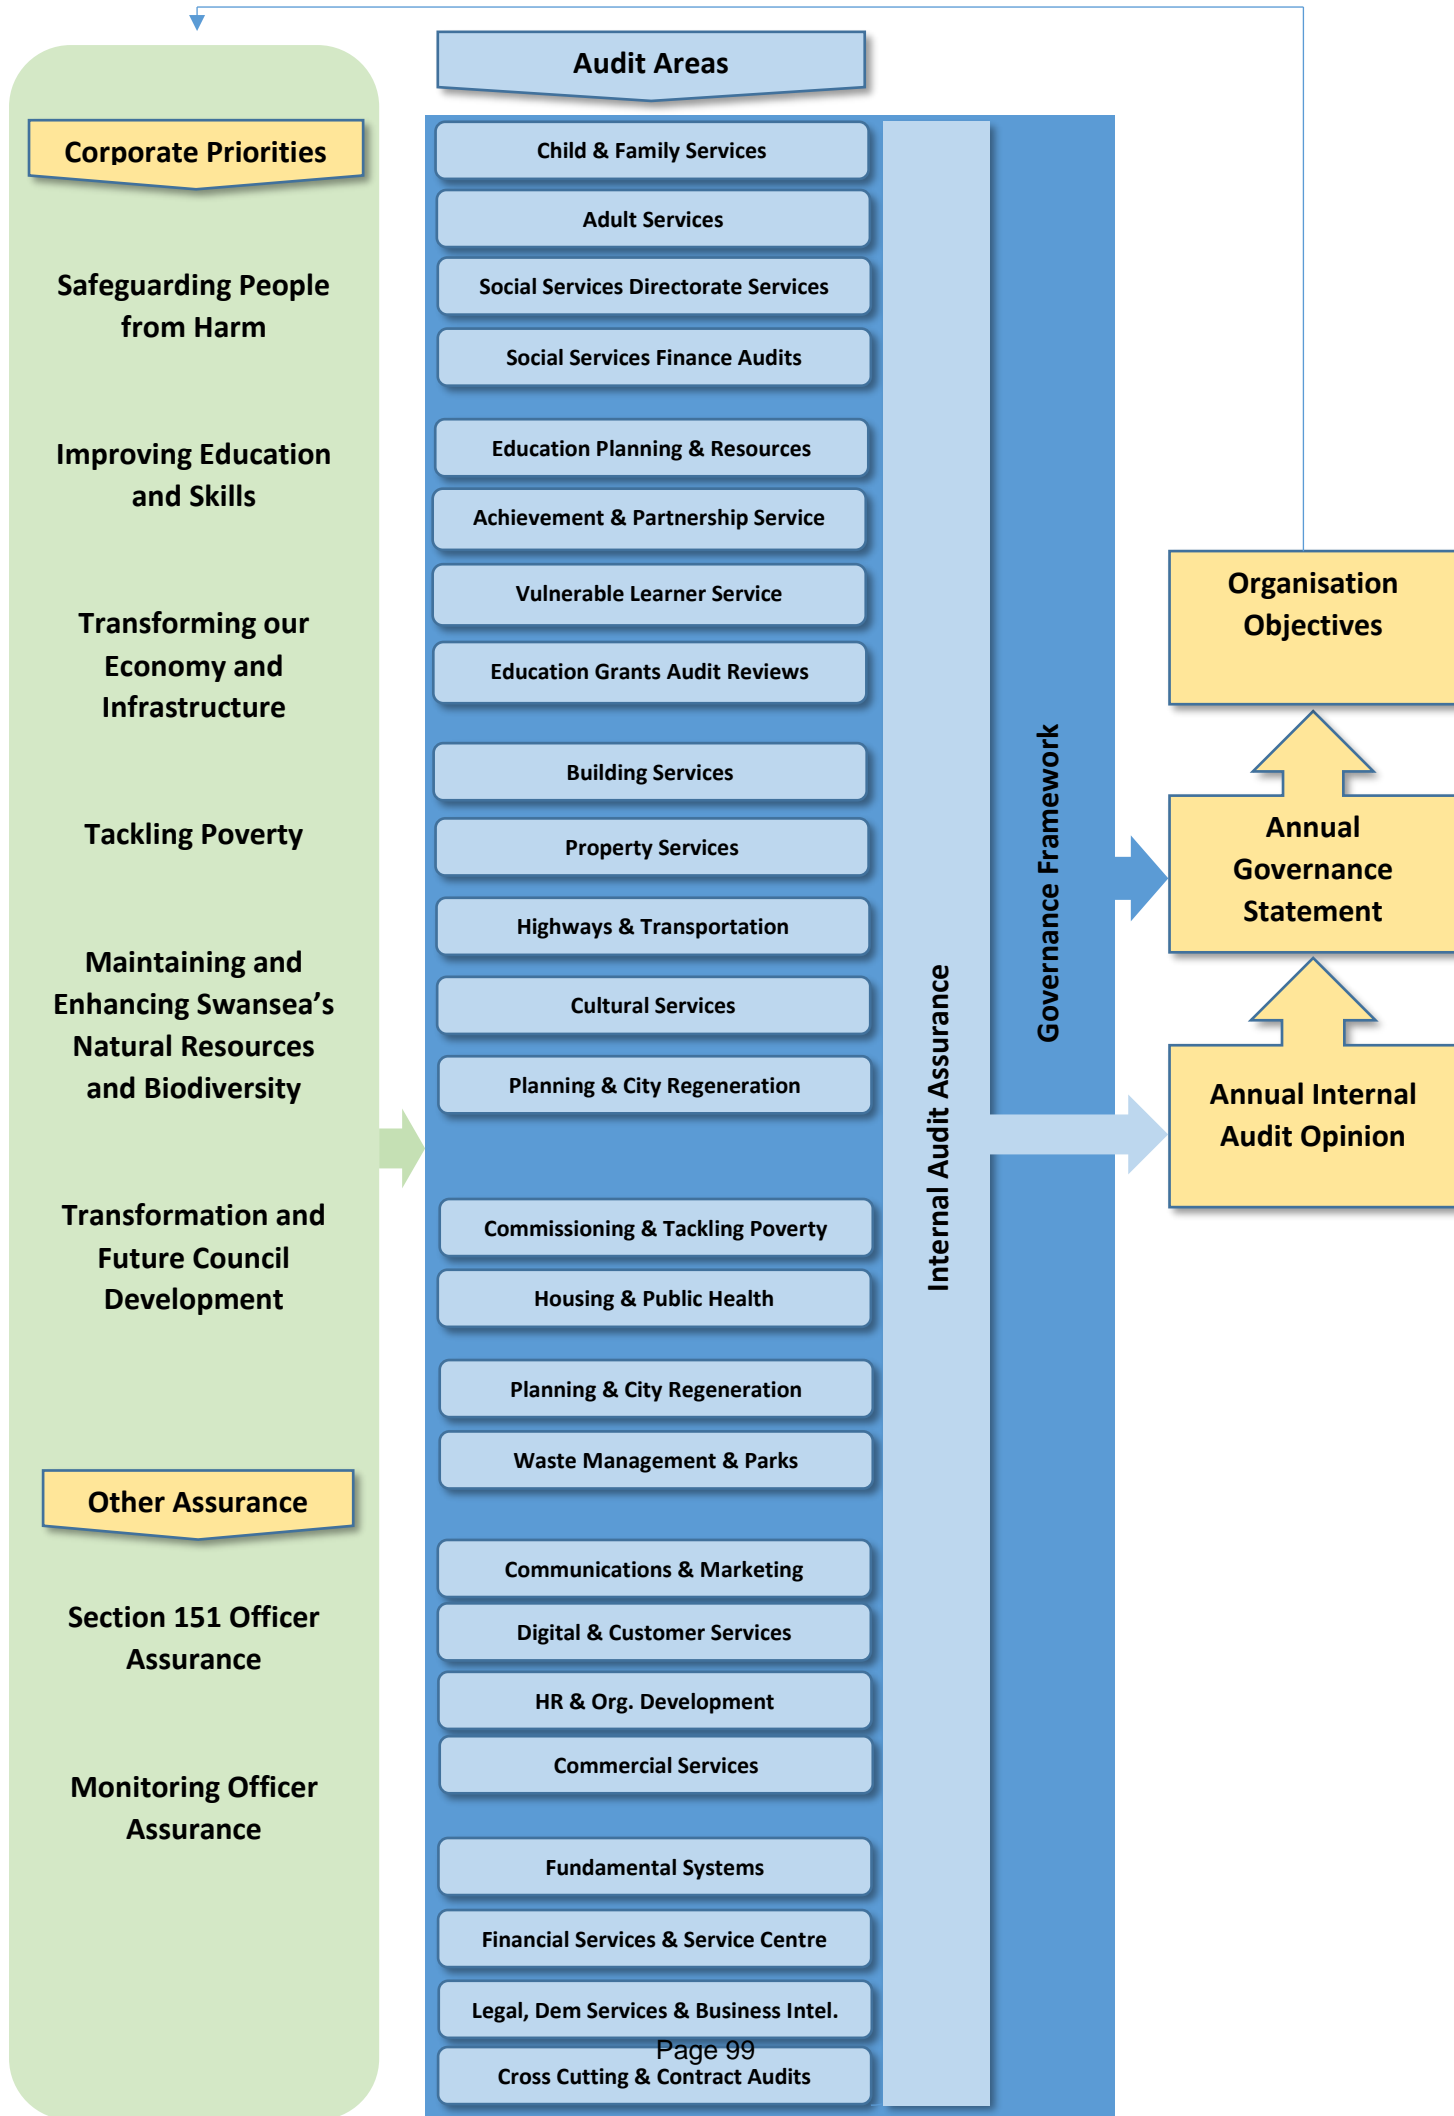 Corporate Priorities
Safeguarding People
from Harm
Improving Education
and Skills
Transforming our
Economy and
Infrastructure
Tackling Poverty
Maintaining and
Enhancing Swansea’s
Natural Resources
and Biodiversity
Transformation and
Future Council
Development
Other Assurance
Section 151 Officer
Assurance
Monitoring Officer
Assurance
Audit Areas
Child & Family Services
Adult Services
Social Services Directorate Services
Social Services Finance Audits
Education Planning & Resources
Achievement & Partnership Service
Vulnerable Learner Service
Education Grants Audit Reviews
Building Services
Property Services
Highways & Transportation
Cultural Services
Planning & City Regeneration
Commissioning & Tackling Poverty
Housing & Public Health
Planning & City Regeneration
Waste Management & Parks
Communications & Marketing
Digital & Customer Services
HR & Org. Development
Commercial Services
Fundamental Systems
Financial Services & Service Centre
Legal, Dem Services & Business Intel.
Page 99
Cross Cutting & Contract Audits
Internal Audit Assurance
Governance Framework
Organisation
Objectives
Annual
Governance
Statement
Annual Internal
Audit Opinion